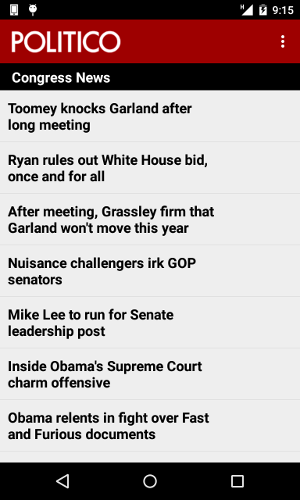 9:15
POLITICO
Congress News
Toomey knocks Garland after
long meeting
Ryan rules out White House bid,
once and for all
After meeting, Grassley firm that
Garland won't move this year
Nuisance challengers irk GOP
senators
Mike Lee to run for Senate
leadership post
Inside Obama's Supreme Court
charm offensive
Obama relents in fight over Fast
and Furious documents